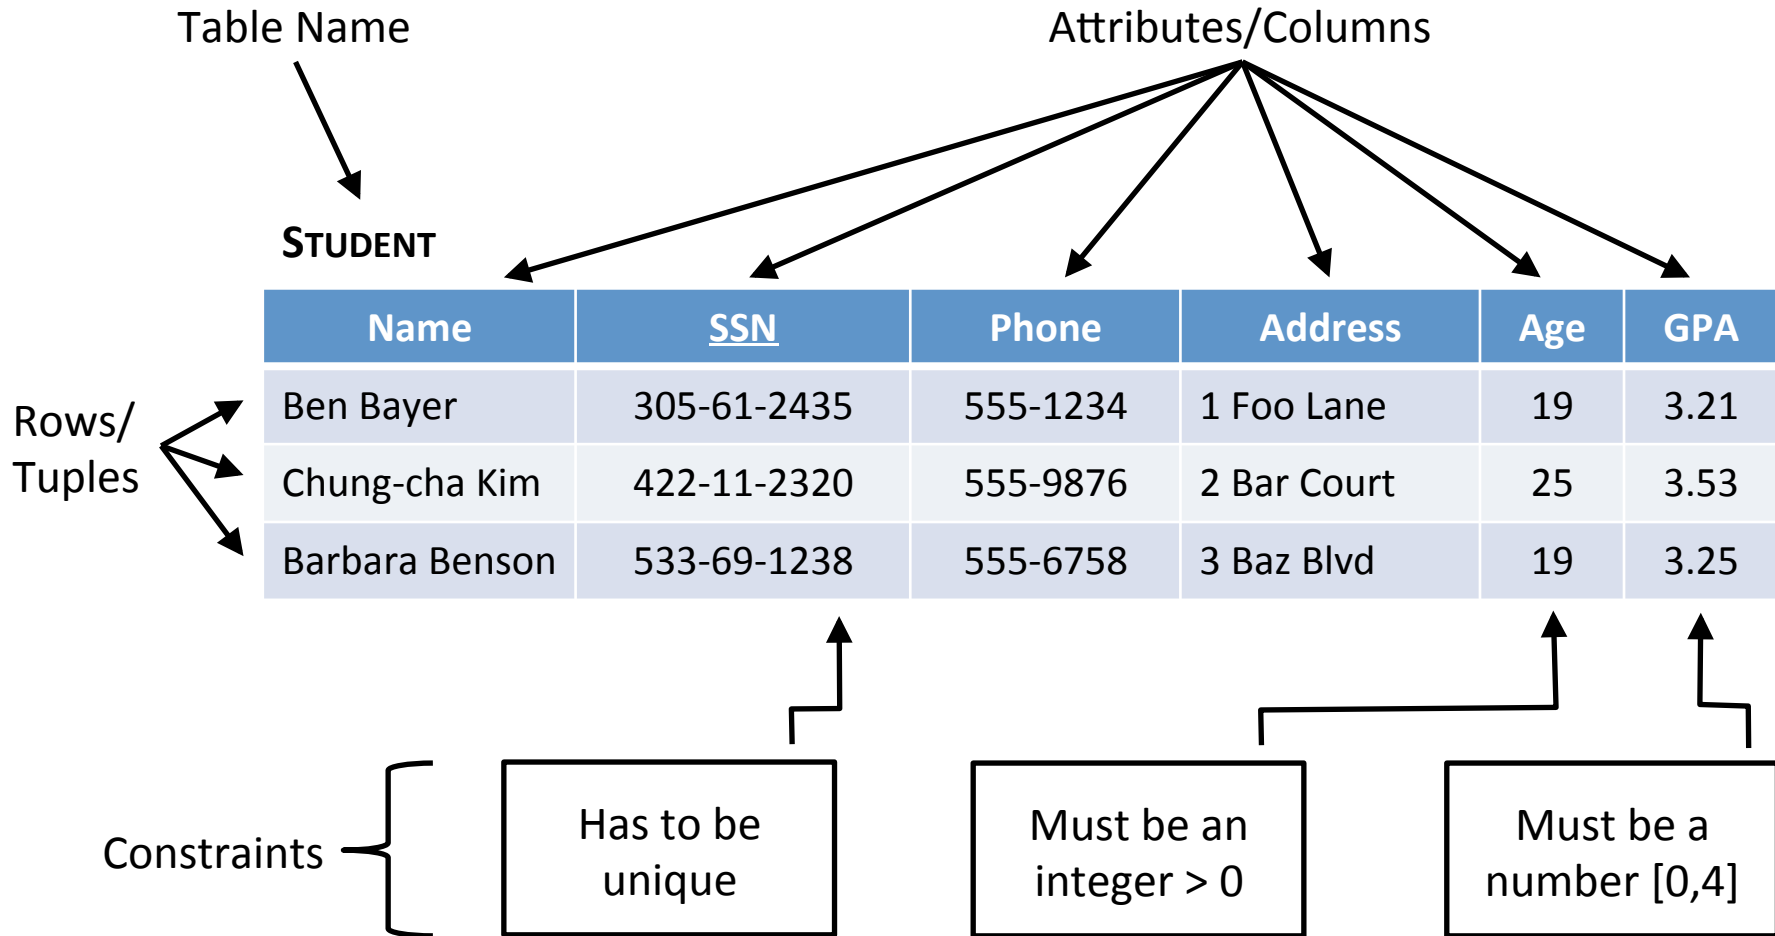 Table Name
Attributes/Columns
STUDENT
Name SSN Phone Address Age GPA
Rows/
Tuples
Ben Bayer 305-61-2435 555-1234 1 Foo Lane 19 3.21
Chung-cha Kim 422-11-2320 555-9876 2 Bar Court 25 3.53
Barbara Benson 533-69-1238 555-6758 3 Baz Blvd 19 3.25
Constraints
Has to be
unique
Must be an
integer > 0
Must be a
number [0,4]